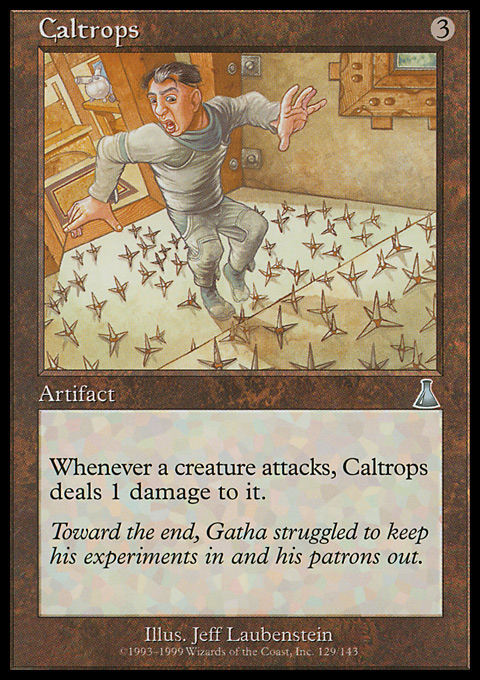 Caltrops 3
Artifact
Whenever a creature attacks, Caltrops
deals 1 damage to it.
Toward the end, Gatha struggled to keep
his experiments in and his patrons out.
Illus. Jeff Laubenstein
©1993–1999 Wizards of the Coast, Inc. 129/143